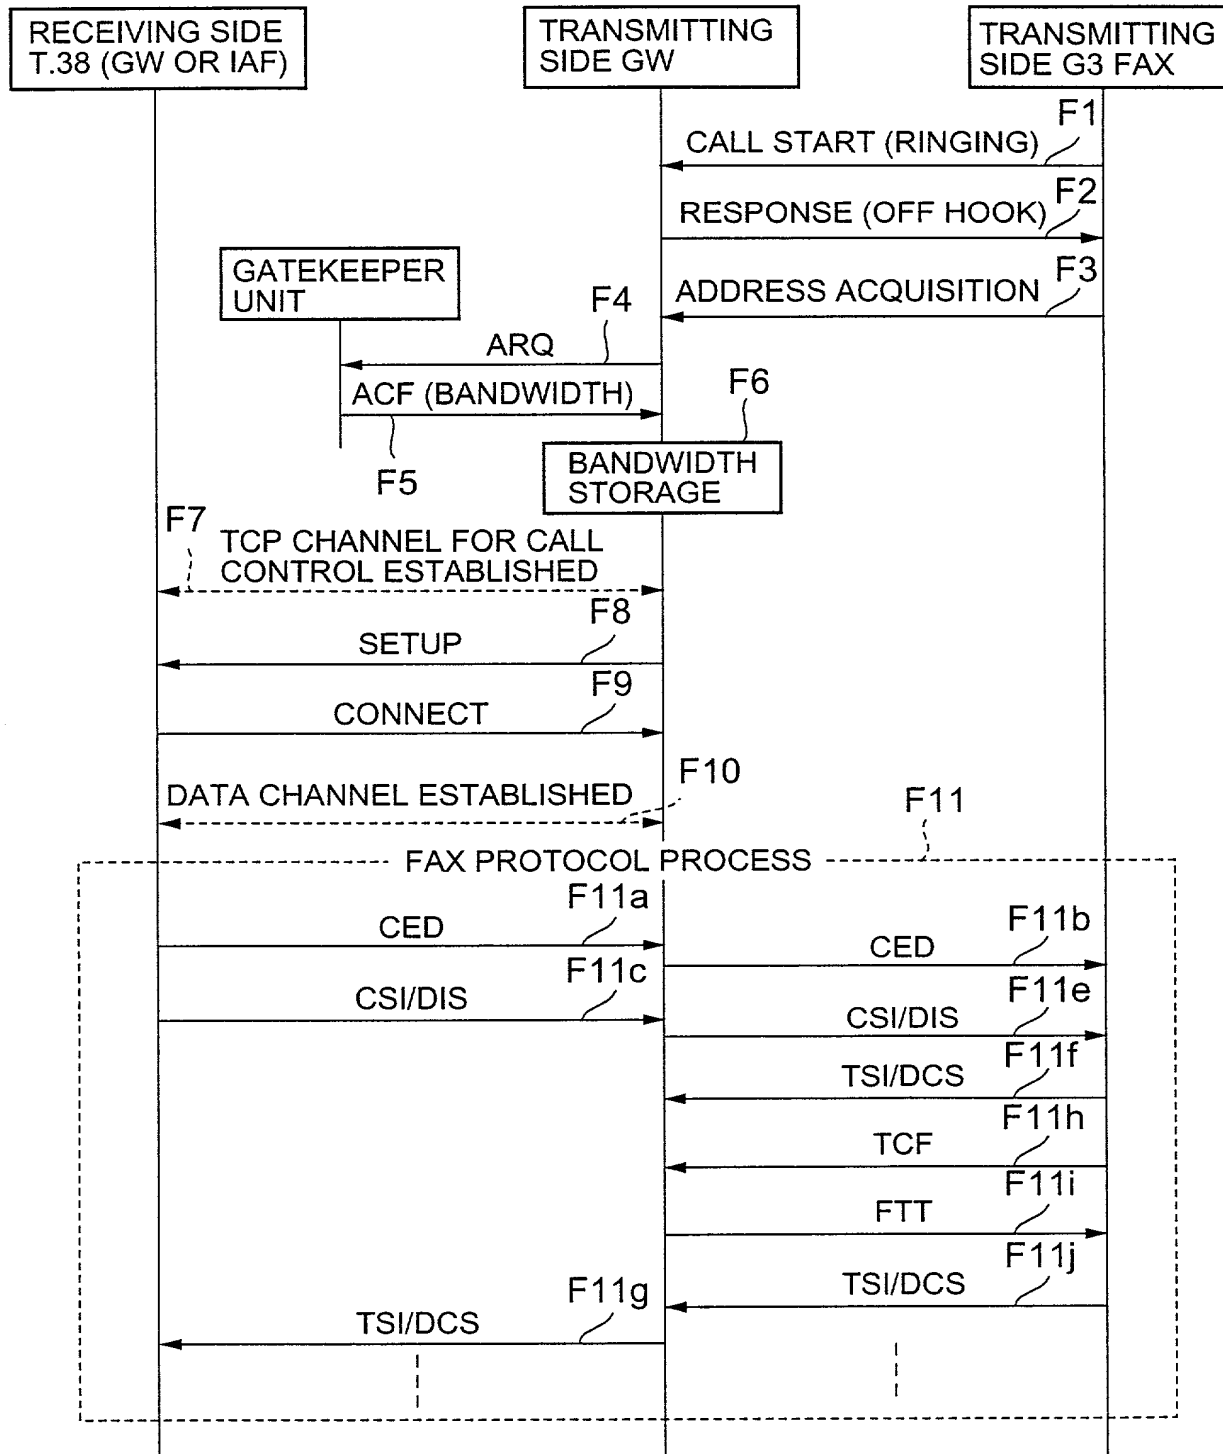 RECEIVING SIDE
T.38 (GW OR IAF)
TRANSMITTING
SIDE GW
TRANSMITTING
SIDE G3 FAX
F1
CALL START (RINGING)
F2
RESPONSE (OFF HOOK)
F3
ADDRESS ACQUISITION
GATEKEEPER
UNIT
F4
ARQ
ACF (BANDWIDTH)
F5
F6
BANDWIDTH
STORAGE
F7
TCP CHANNEL FOR CALL
CONTROL ESTABLISHED
F8
SETUP
F9
CONNECT
F10
DATA CHANNEL ESTABLISHED
F11
FAX PROTOCOL PROCESS
F11a
CED
F11b
CED
F11c
CSI/DIS
F11e
CSI/DIS
F11f
TSI/DCS
F11h
TCF
F11i
FTT
F11j
TSI/DCS
F11g
TSI/DCS